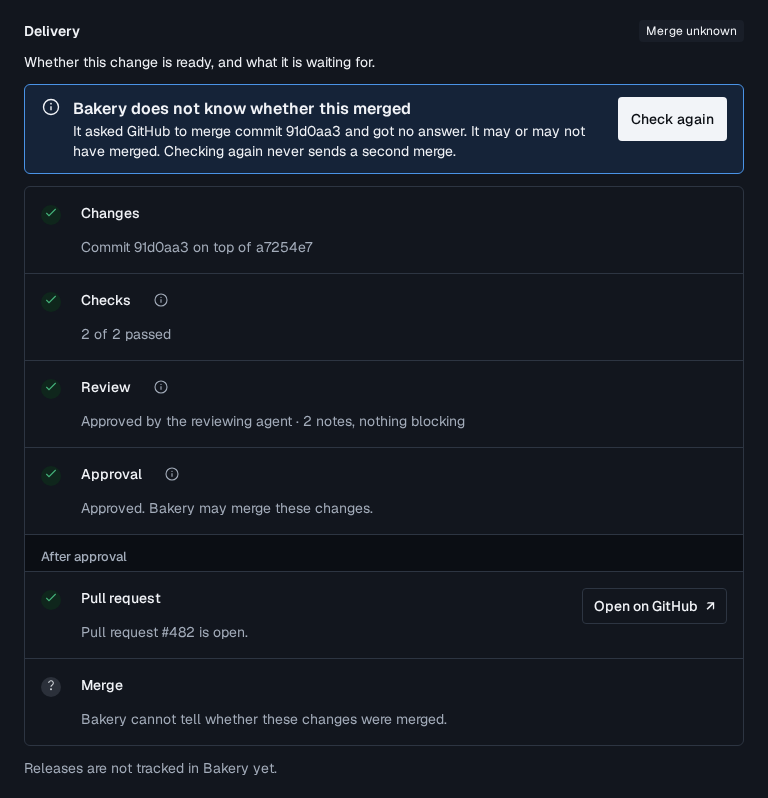 Delivery
Merge unknown
Whether this change is ready, and what it is waiting for.
Bakery does not know whether this merged
It asked GitHub to merge commit 91d0aa3 and got no answer. It may or may not
have merged. Checking again never sends a second merge.
Check again
Changes
Commit 91d0aa3 on top of a7254e7
Checks
2 of 2 passed
Review
Approved by the reviewing agent · 2 notes, nothing blocking
Approval
Approved. Bakery may merge these changes.
After approval
Pull request
Open on GitHub
Pull request #482 is open.
Merge
Bakery cannot tell whether these changes were merged.
Releases are not tracked in Bakery yet.